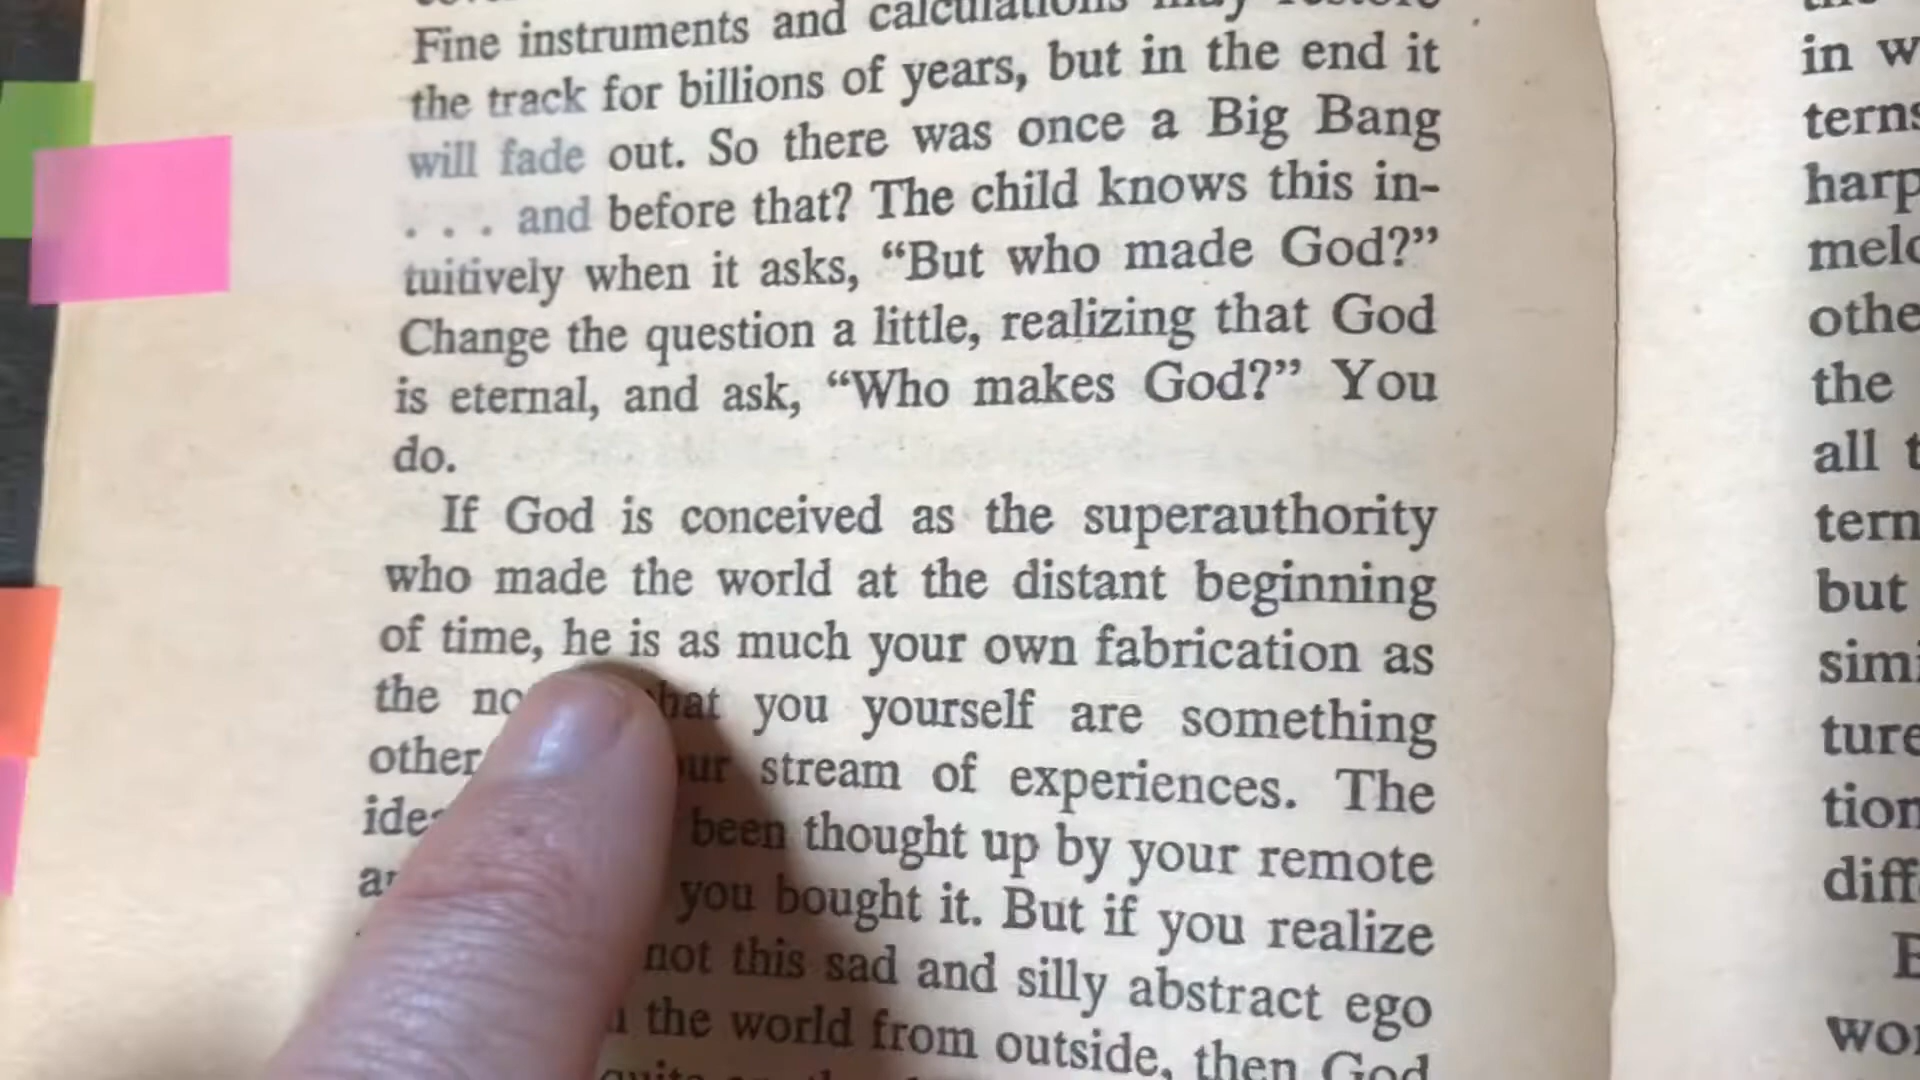 Fine instruments and calculations may restore
the track for billions of years, but in the end it
will fade out. So there was once a Big Bang
. . . and before that? The child knows this in-
tuitively when it asks, “But who made God?”
Change the question a little, realizing that God
is eternal, and ask, “Who makes God?” You
do.
If God is conceived as the superauthority
who made the world at the distant beginning
of time, he is as much your own fabrication as
the you yourself are something
other stream of experiences. The
been thought up by your remote
you bought it. But if you realize
not this sad and silly abstract ego
the world from outside, then God
in w
terns
harp
melo
othe
the
all t
tern
but
simi
ture
tion
diffe
wor